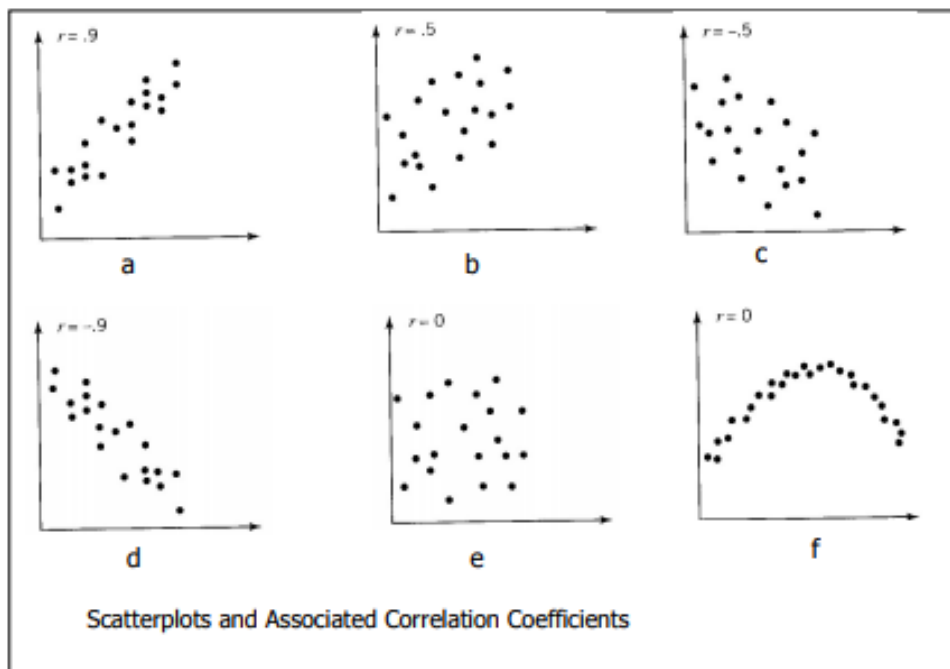 r = .9
r = .5
r = -.5
a
b
c
r = -.9
r = 0
r = 0
d
e
f
Scatterplots and Associated Correlation Coefficients